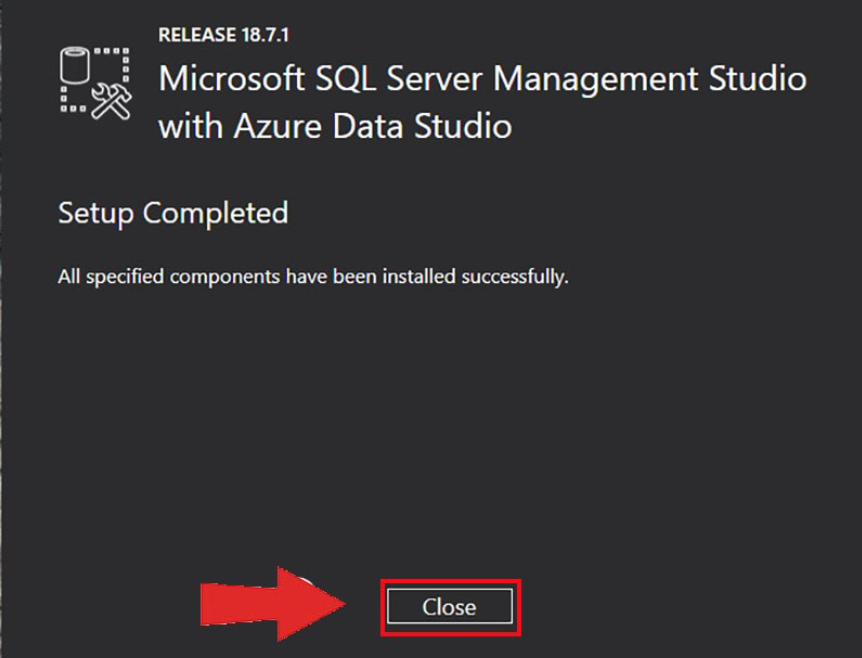 RELEASE 18.7.1
Microsoft SQL Server Management Studio
with Azure Data Studio
Setup Completed
All specified components have been installed successfully.
Close